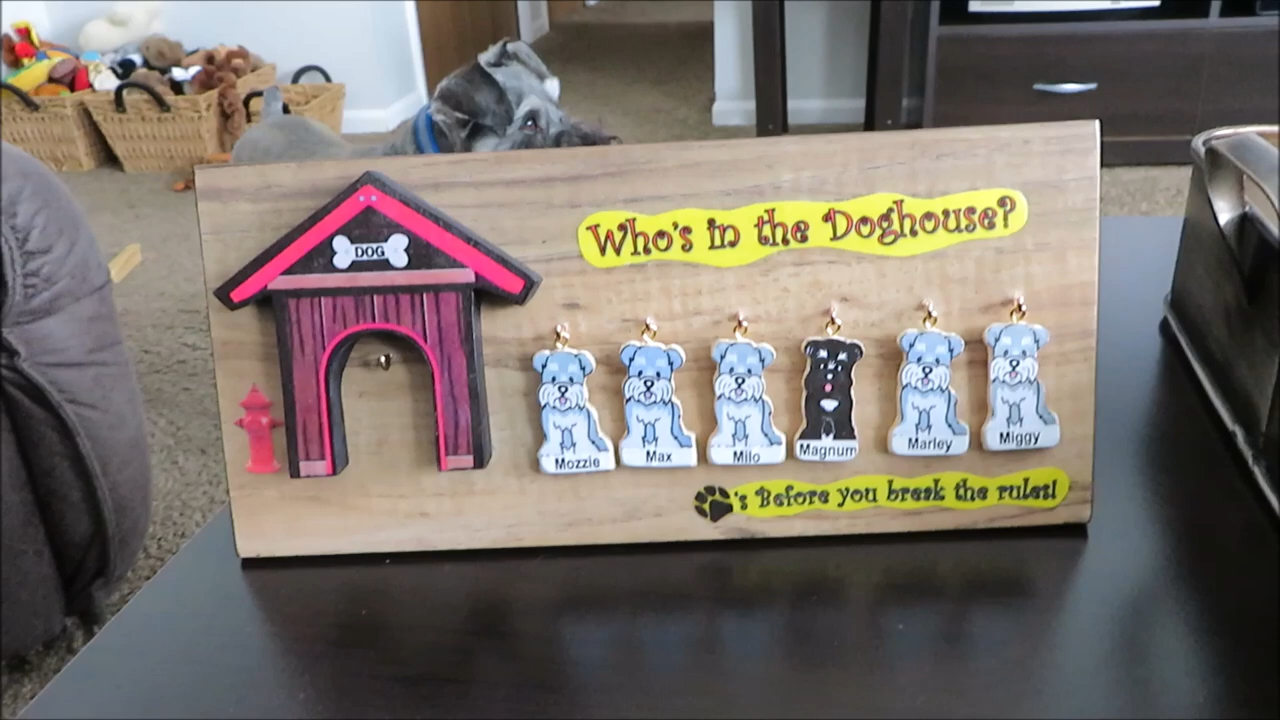 DOG
Who's in the Doghouse?
Mozzie
Max
Milo
Magnum
Marley
Miggy
's Before you break the rules!